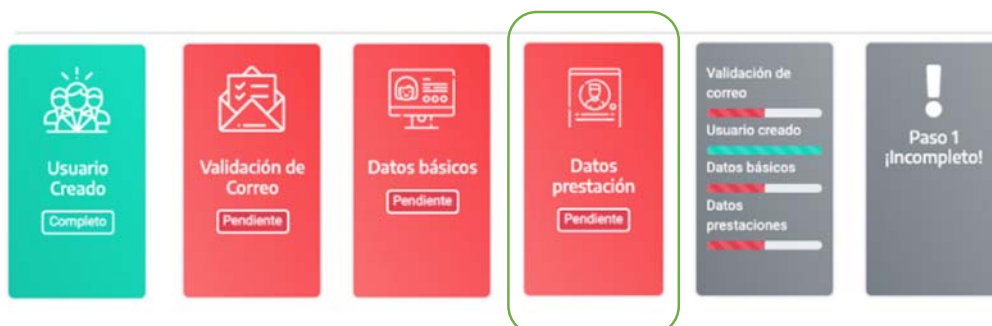 Usuario
Creado
Completo
Validación de
Correo
Pendiente
Datos básicos
Pendiente
Datos
prestación
Pendiente
Validación de
correo
Usuario creado
Datos básicos
Datos
prestaciones
Paso 1
¡Incompleto!